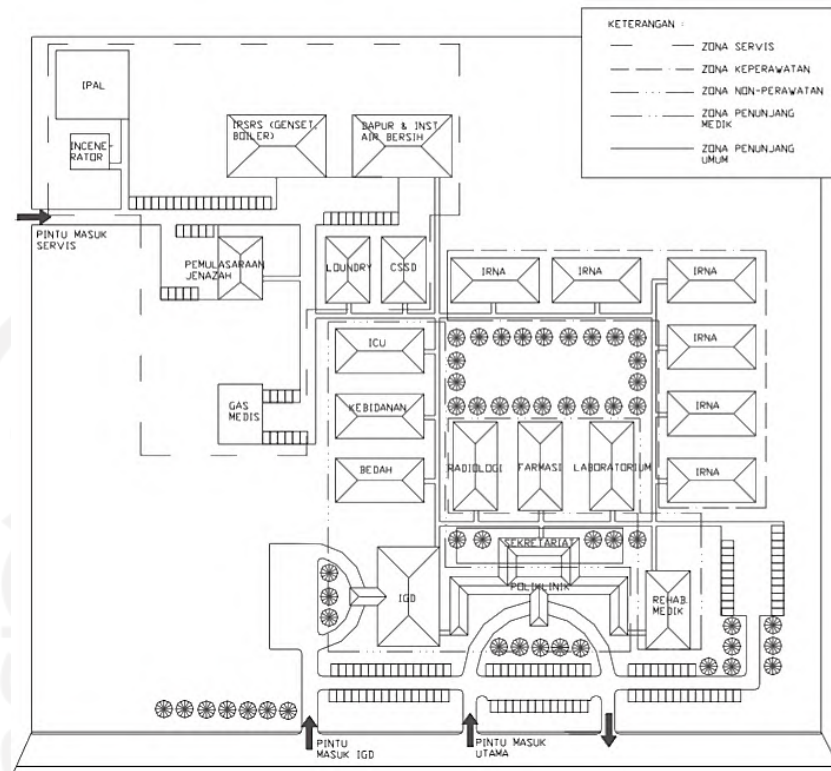 KETERANGAN :
ZONA SERVIS
ZONA KEPERAWATAN
ZONA NON-PERAWATAN
ZONA PENUNJANG
MEDIK
ZONA PENUNJANG
UMUM
IPAL
IPSRS (GENSET,
BOILER)
DAPUR & INST
AIR BERSIH
INCENE-
RATOR
PINTU MASUK
SERVIS
PEMULASARAAN
JENAZAH
LOUNDRY
CSSD
IRNA
IRNA
IRNA
ICU
IRNA
GAS
MEDIS
KEBIDANAN
IRNA
BEDAH
RADIOLOGI
FARMASI
LABORATORIUM
IRNA
SEKRETARIAT
IGD
POLIKLINIK
REHAB.
MEDIK
PINTU
MASUK IGD
PINTU MASUK
UTAMA